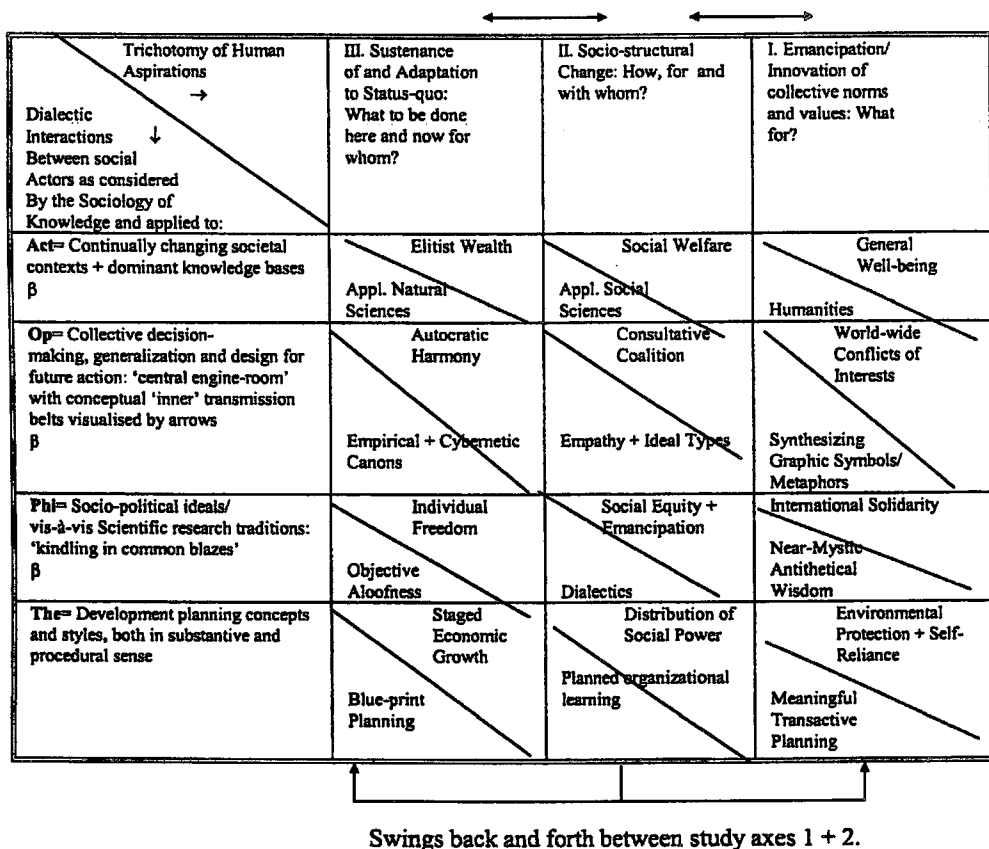 Trichotomy of Human
Aspirations
→
Dialectic
Interactions ↓
Between social
Actors as considered
By the Sociology of
Knowledge and applied to:
III. Sustenance
of and Adaptation
to Status-quo:
What to be done
here and now for
whom?
II. Socio-structural
Change: How, for and
with whom?
I. Emancipation/
Innovation of
collective norms
and values: What
for?
Act= Continually changing societal
contexts + dominant knowledge bases
β
Elitist Wealth
Appl. Natural
Sciences
Social Welfare
Appl. Social
Sciences
General
Well-being
Humanities
Op= Collective decision-
making, generalization and design for
future action: ‘central engine-room’
with conceptual ‘inner’ transmission
belts visualised by arrows
β
Autocratic
Harmony
Empirical + Cybernetic
Canons
Consultative
Coalition
Empathy + Ideal Types
World-wide
Conflicts of
Interests
Synthesizing
Graphic Symbols/
Metaphors
Phi= Socio-political ideals/
vis-à-vis Scientific research traditions:
‘kindling in common blazes’
β
Individual
Freedom
Objective
Aloofness
Social Equity +
Emancipation
Dialectics
International Solidarity
Near-Mystic
Antithetical
Wisdom
The= Development planning concepts
and styles, both in substantive and
procedural sense
Staged
Economic
Growth
Blue-print
Planning
Distribution of
Social Power
Planned organizational
learning
Environmental
Protection + Self-
Reliance
Meaningful
Transactive
Planning
Swings back and forth between study axes 1 + 2.